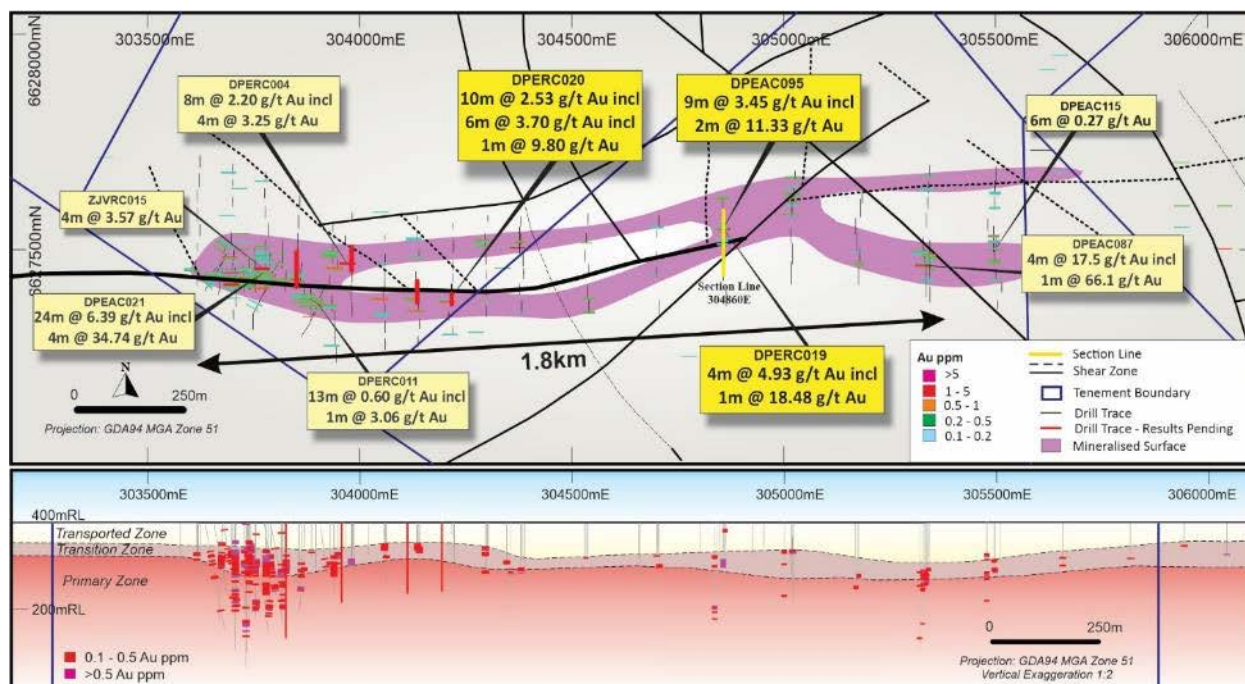 303500mE
304000mE
304500mE
305000mE
305500mE
306000mE
6628000mN
6627500mN
DPERC004
8m @ 2.20 g/t Au incl
4m @ 3.25 g/t Au
DPERC020
10m @ 2.53 g/t Au incl
6m @ 3.70 g/t Au incl
1m @ 9.80 g/t Au
DPEAC095
9m @ 3.45 g/t Au incl
2m @ 11.33 g/t Au
DPEAC115
6m @ 0.27 g/t Au
ZJVRC015
4m @ 3.57 g/t Au
DPEAC087
4m @ 17.5 g/t Au incl
1m @ 66.1 g/t Au
Section Line
304860E
DPEAC021
24m @ 6.39 g/t Au incl
4m @ 34.74 g/t Au
1.8km
DPERC011
13m @ 0.60 g/t Au incl
1m @ 3.06 g/t Au
DPERC019
4m @ 4.93 g/t Au incl
1m @ 18.48 g/t Au
N
0
250m
Projection: GDA94 MGA Zone 51
Au ppm
>5
1 - 5
0.5 - 1
0.2 - 0.5
0.1 - 0.2
Section Line
Shear Zone
Tenement Boundary
Drill Trace
Drill Trace - Results Pending
Mineralised Surface
303500mE
304000mE
304500mE
305000mE
305500mE
306000mE
400mRL
Transported Zone
Transition Zone
Primary Zone
200mRL
0.1 - 0.5 Au ppm
>0.5 Au ppm
0
250m
Projection: GDA94 MGA Zone 51
Vertical Exaggeration 1:2